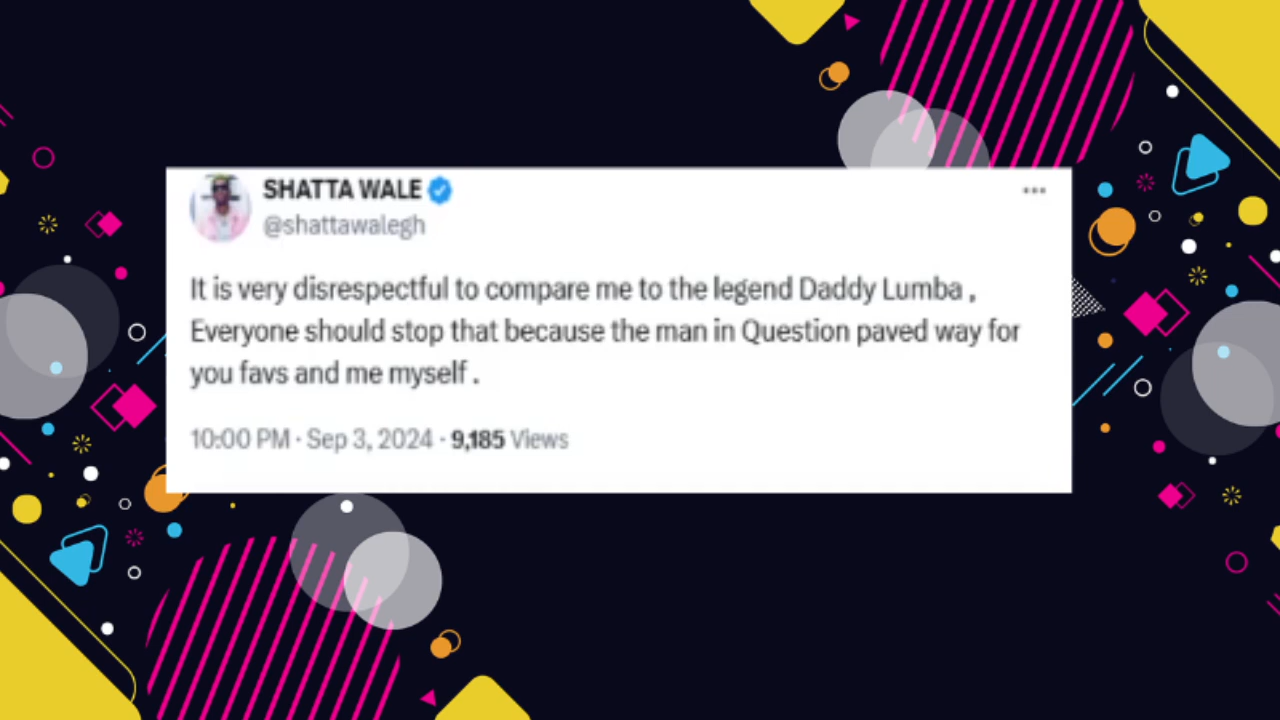 SHATTA WALE
@shattawalegh
It is very disrespectful to compare me to the legend Daddy Lumba ,
Everyone should stop that because the man in Question paved way for
you favs and me myself .
10:00 PM · Sep 3, 2024 · 9,185 Views